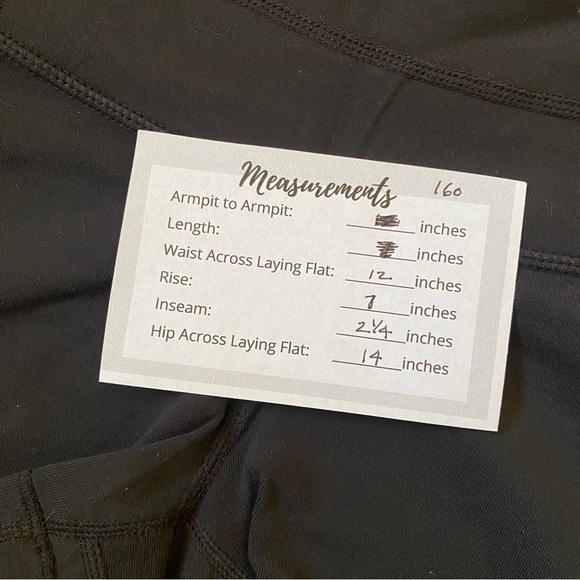 Measurements 160
Armpit to Armpit: inches
Length: inches
Waist Across Laying Flat: 12 inches
Rise: 7 inches
Inseam: 2 1/4 inches
Hip Across Laying Flat: 14 inches